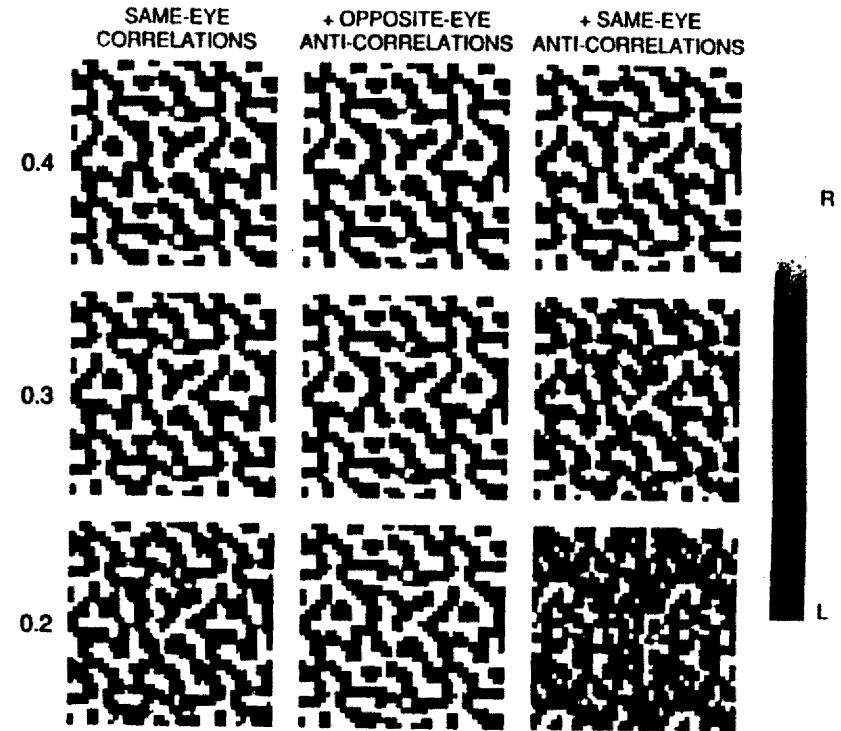 SAME-EYE
CORRELATIONS
+ OPPOSITE-EYE
ANTI-CORRELATIONS
+ SAME-EYE
ANTI-CORRELATIONS
0.4
R
0.3
0.2
L